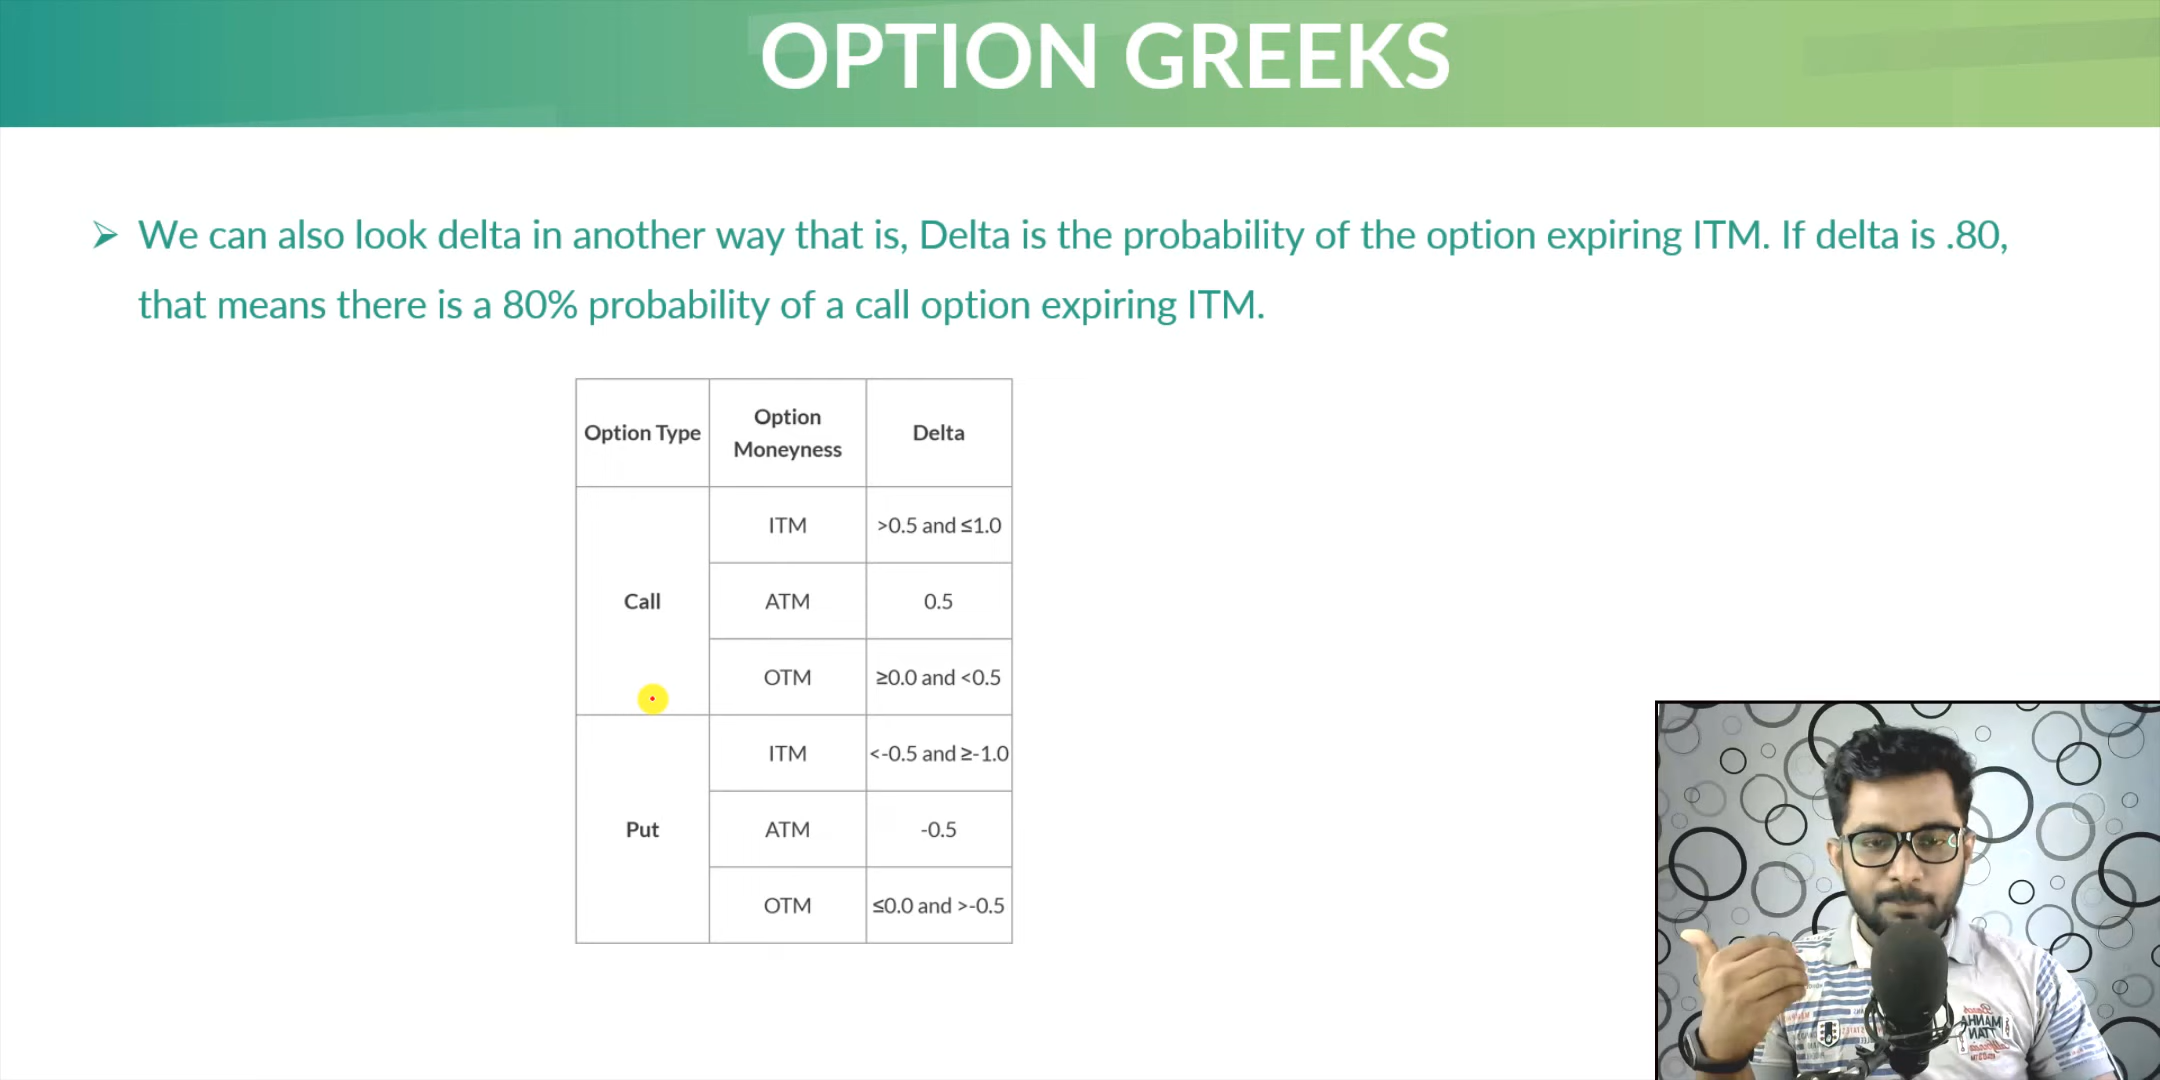 OPTION GREEKS
➢ We can also look delta in another way that is, Delta is the probability of the option expiring ITM. If delta is .80,
that means there is a 80% probability of a call option expiring ITM.
Option Type Option Moneyness Delta
Call
ITM >0.5 and ≤1.0
ATM 0.5
OTM ≥0.0 and <0.5
Put
ITM <-0.5 and ≥-1.0
ATM -0.5
OTM ≤0.0 and >-0.5
MANHA
TTAN